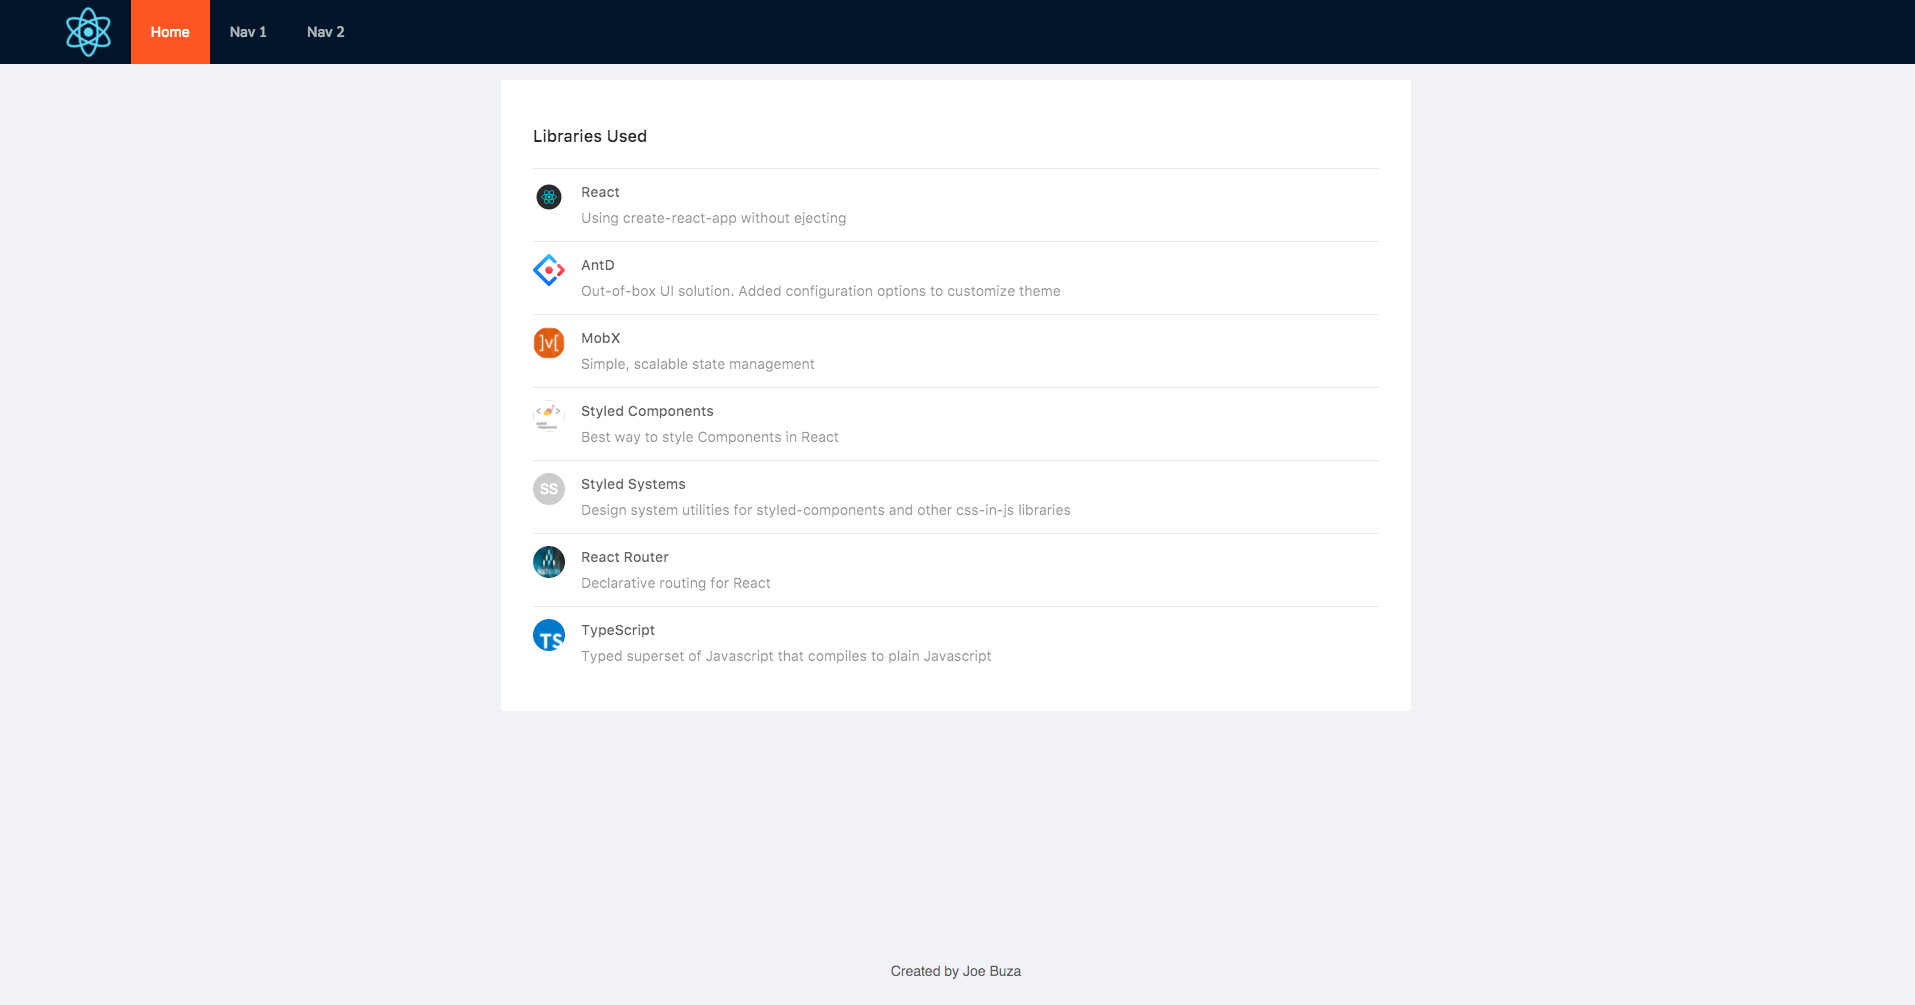 Home Nav 1 Nav 2
Libraries Used
React
Using create-react-app without ejecting
AntD
Out-of-box UI solution. Added configuration options to customize theme
]v[
MobX
Simple, scalable state management
Styled Components
Best way to style Components in React
SS
Styled Systems
Design system utilities for styled-components and other css-in-js libraries
React Router
Declarative routing for React
TS
TypeScript
Typed superset of Javascript that compiles to plain Javascript
Created by Joe Buza